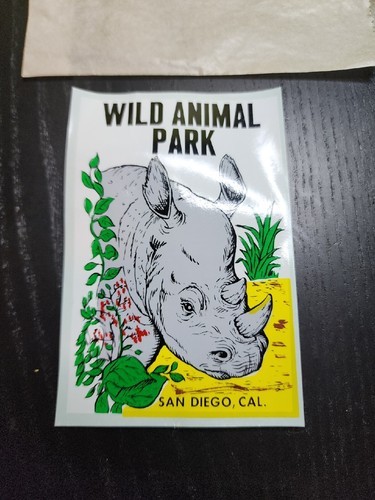 WILD ANIMAL
PARK
SAN DIEGO, CAL.